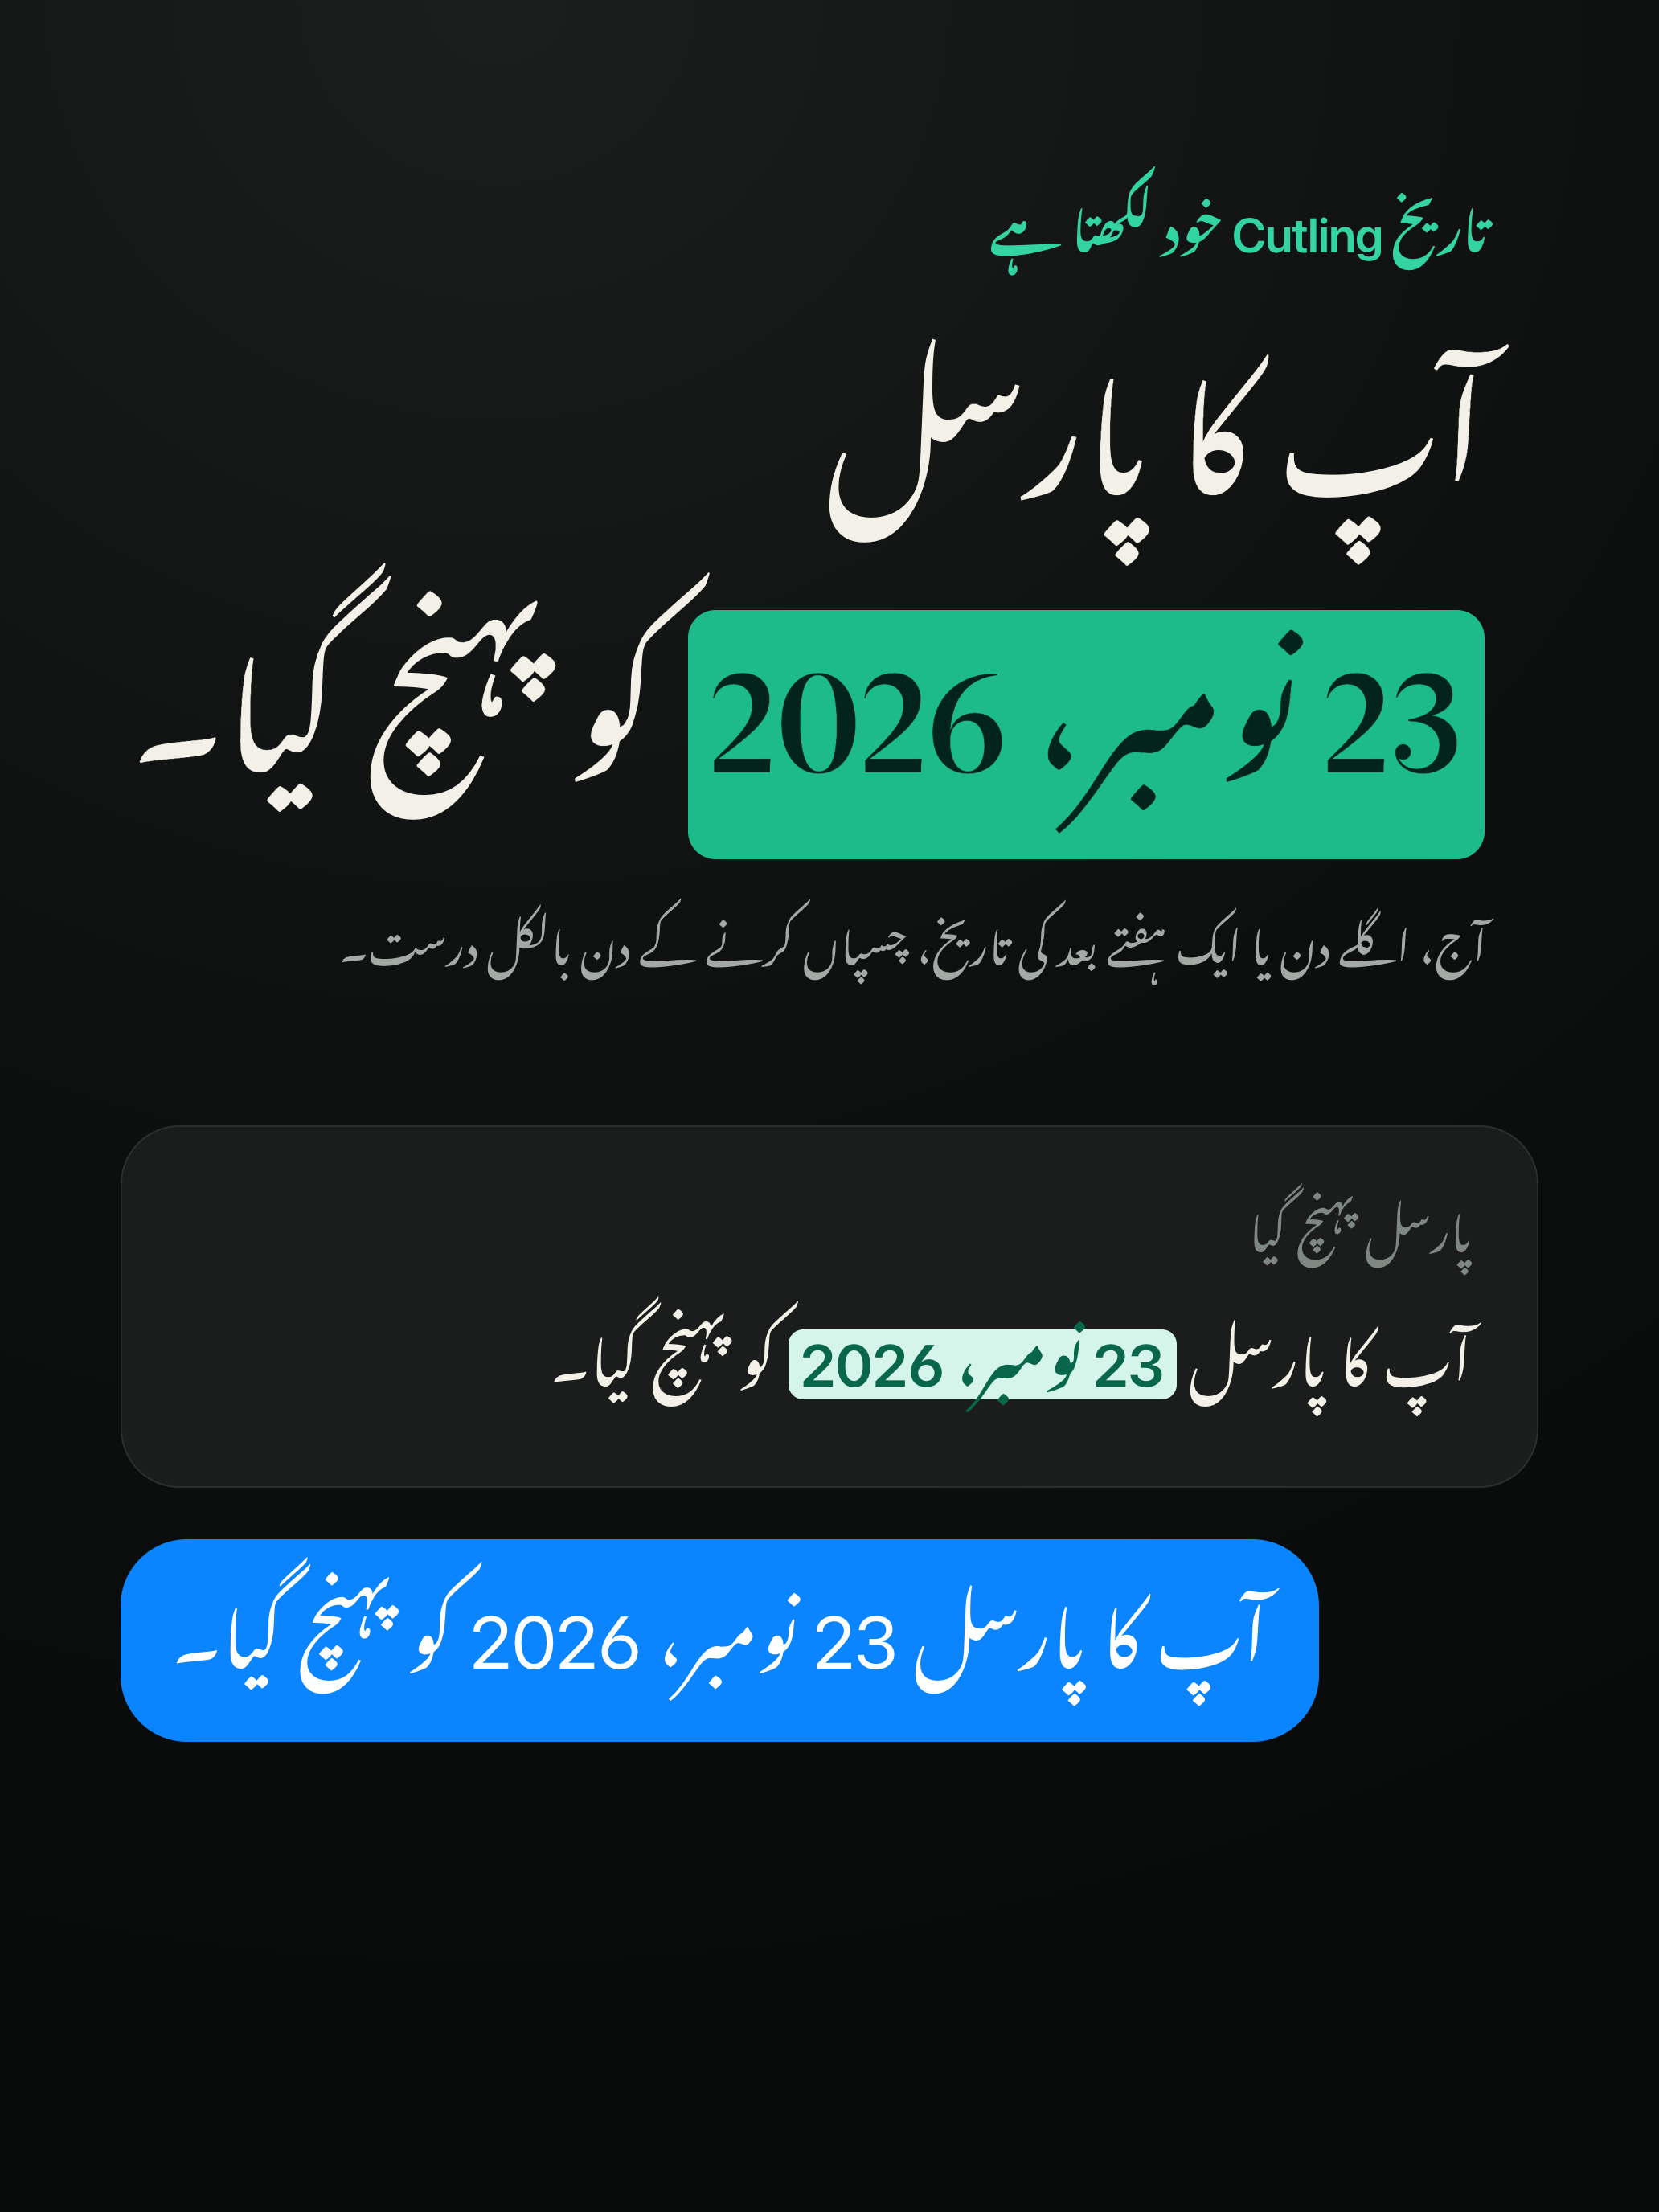 تاریخ Cutling خود لکھتا ہے
آپ کا پارسل
23 نومبر، 2026 کو پہنچ گیا۔
آج، اگلے دن یا ایک ہفتے بعد کی تاریخ، چسپاں کرنے کے دن بالکل درست۔
پارسل پہنچ گیا
آپ کا پارسل 23 نومبر، 2026 کو پہنچ گیا۔
آپ کا پارسل 23 نومبر، 2026 کو پہنچ گیا۔